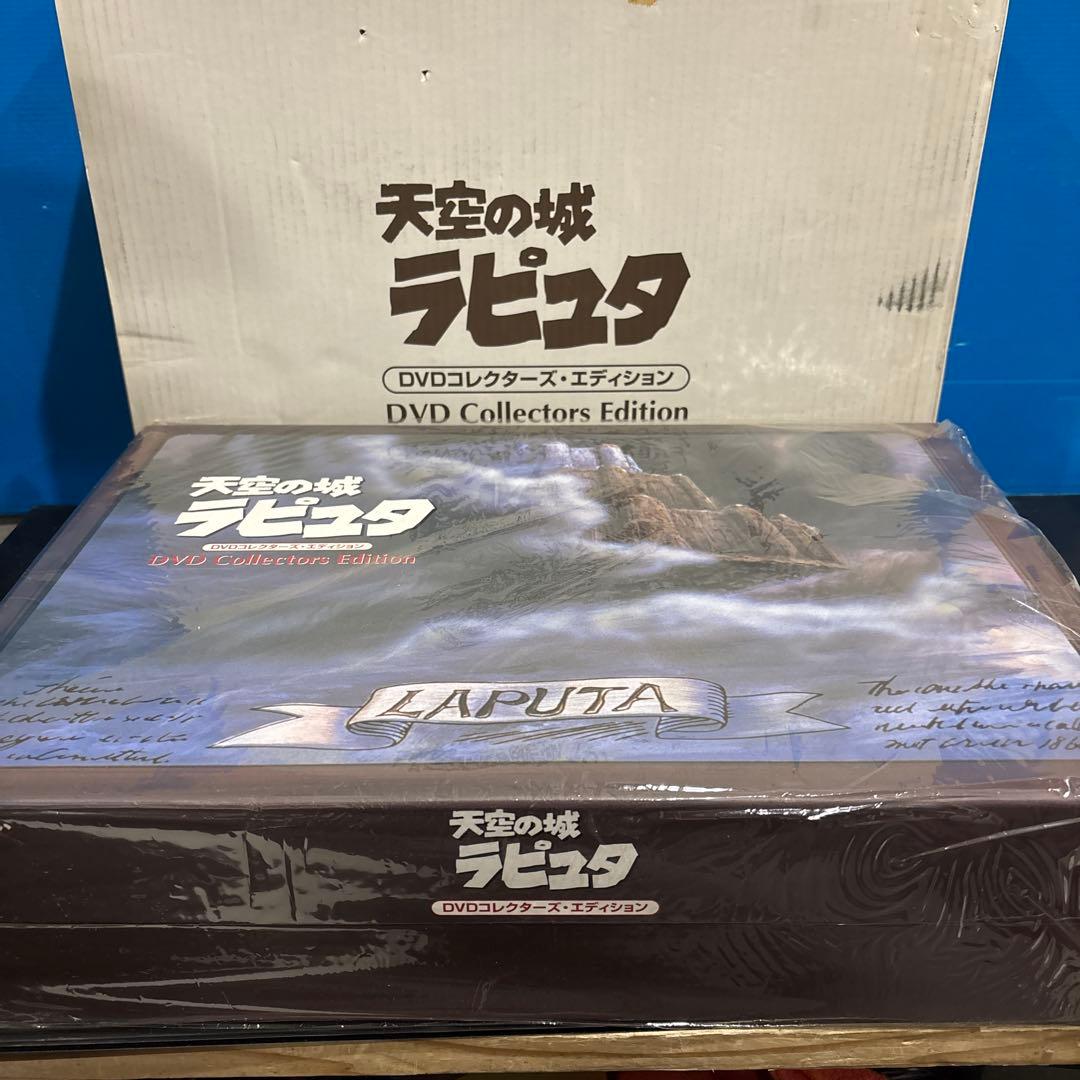 天空の城
ラピュタ
DVDコレクターズ・エディション
DVD Collectors Edition
天空の城
ラピュタ
DVDコレクターズ・エディション
DVD Collectors Edition
LAPUTA
天空の城
ラピュタ
DVDコレクターズ・エディション